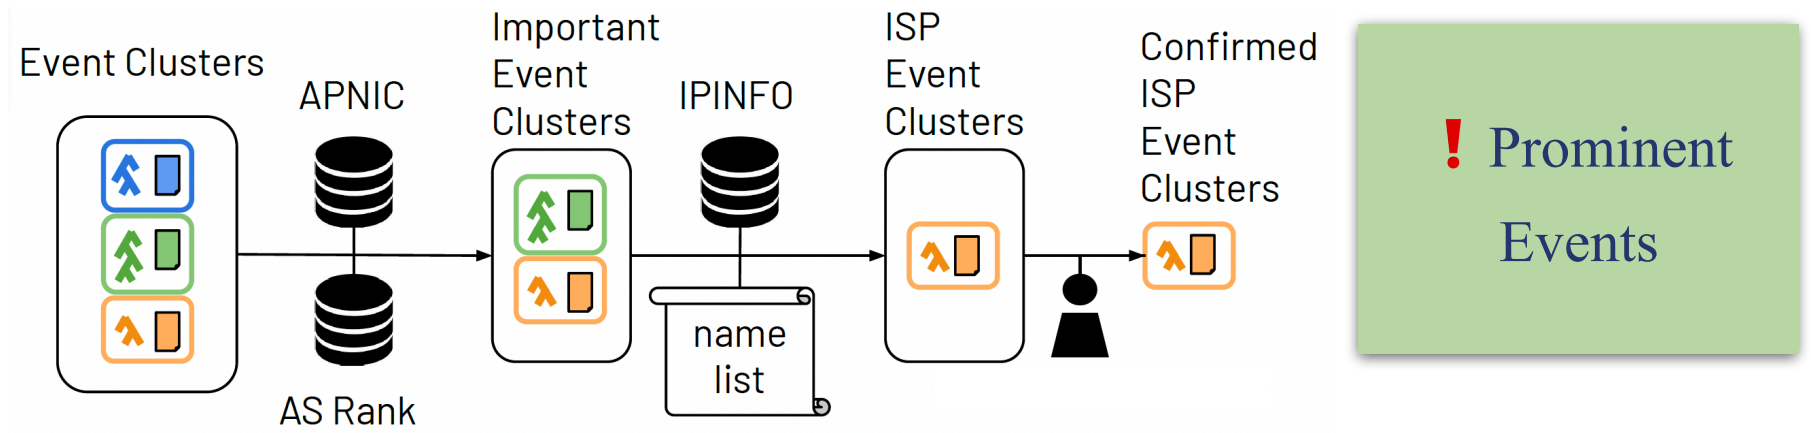 Event Clusters
APNIC
AS Rank
Important
Event
Clusters
IPINFO
name
list
ISP
Event
Clusters
Confirmed
ISP
Event
Clusters
! Prominent
Events